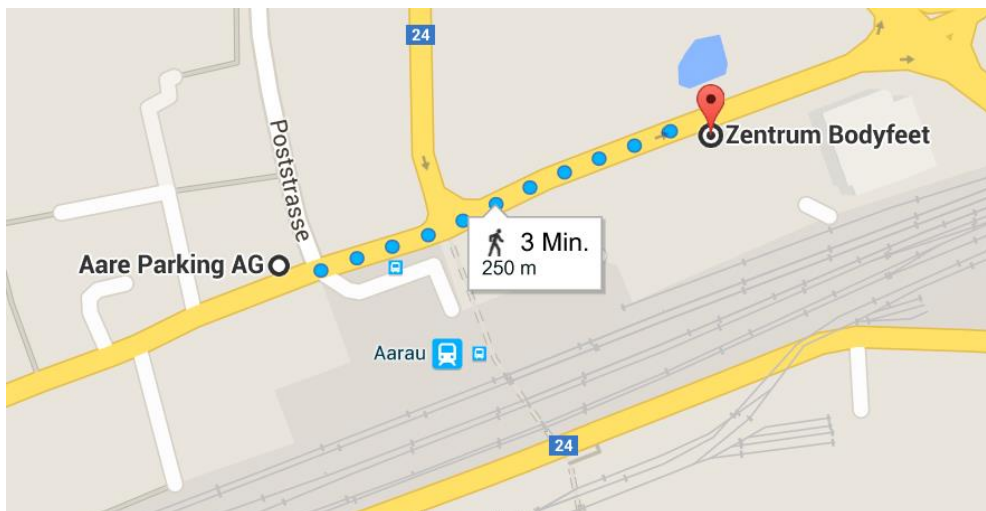 24
Poststrasse
Zentrum Bodyfeet
3 Min.
250 m
Aare Parking AG
Aarau
24